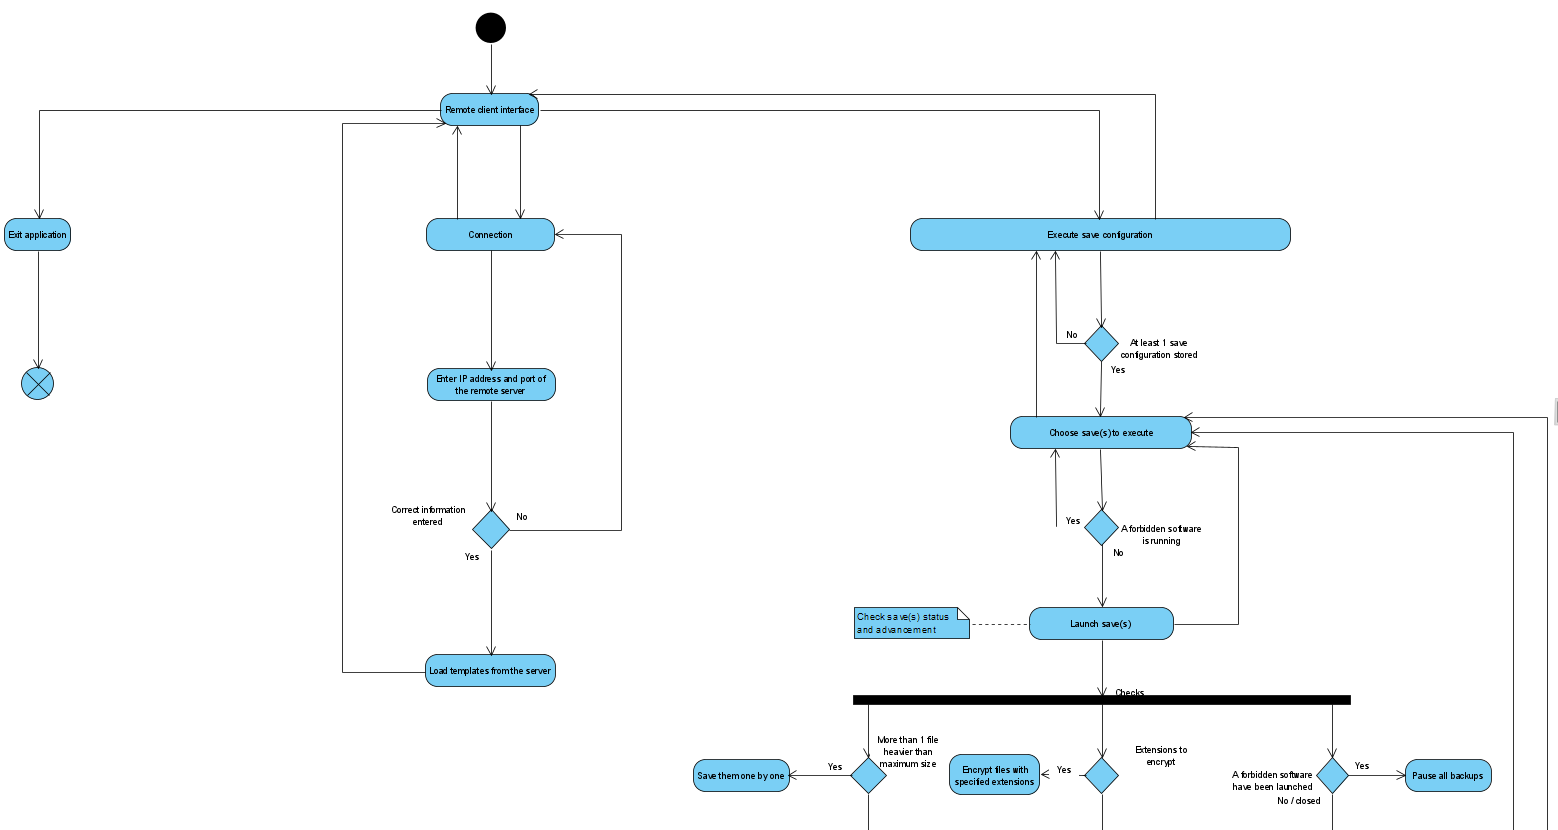 Remote client interface
Exit application
Connection
Execute save configuration
No
At least 1 save
configuration stored
Yes
Enter IP address and port of
the remote server
Choose save(s) to execute
Correct information
entered
No
Yes
Yes
A forbidden software
is running
No
Check save(s) status
and advancement
Launch save(s)
Load templates from the server
Checks
More than 1 file
heavier than
maximum size
Yes
Save them one by one
Extensions to
encrypt
Yes
Encrypt files with
specified extensions
A forbidden software
have been launched
Yes
No / closed
Pause all backups